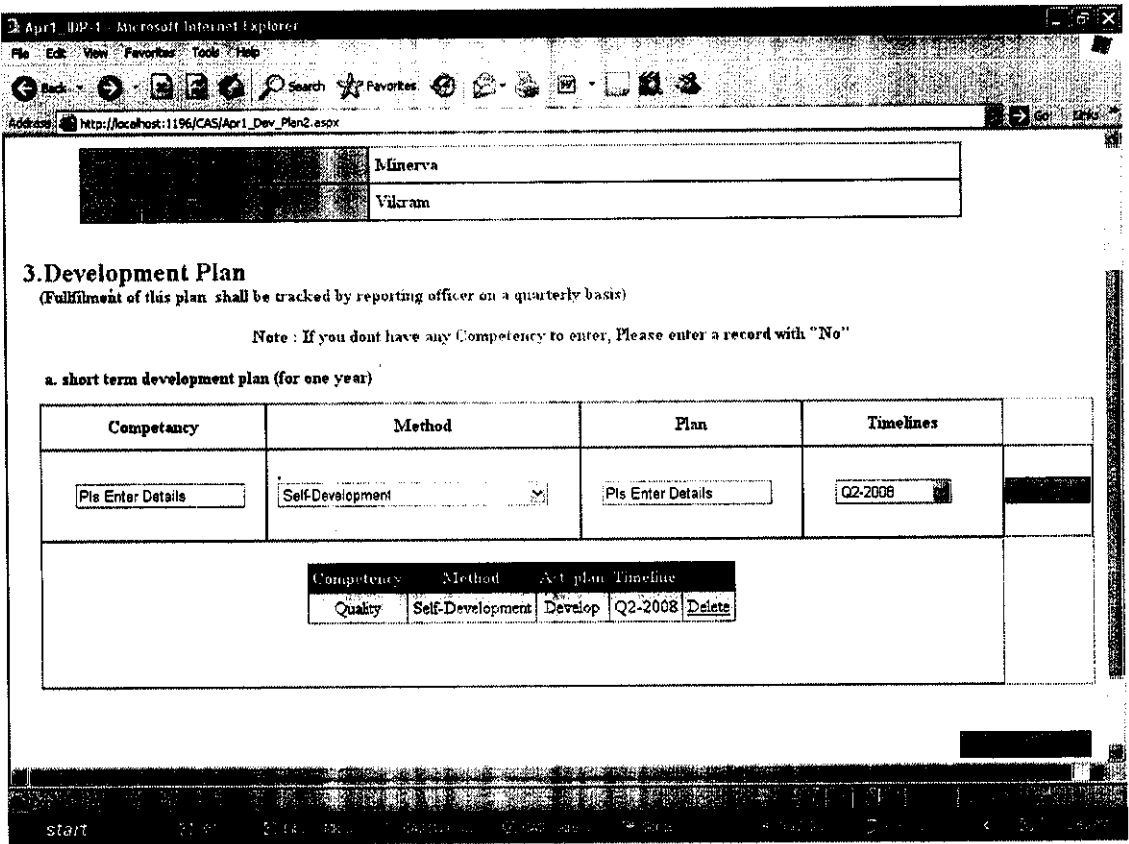 Apr1_IDP-1 - Microsoft Internet Explorer
File Edit View Favorites Tools Help
Back Search Favorites
Address http://localhost:1196/CAS/Apr1_Dev_Plan2.aspx Go Links
Minerva
Vikram
3.Development Plan
(Fullfilment of this plan shall be tracked by reporting officer on a quarterly basis)
Note : If you dont have any Competency to enter, Please enter a record with "No"
a. short term development plan (for one year)
Competancy Method Plan Timelines
Pls Enter Details Self-Development Pls Enter Details Q2-2008
Competency Method Act_plan Timeline
Quality Self-Development Develop Q2-2008 Delete
start